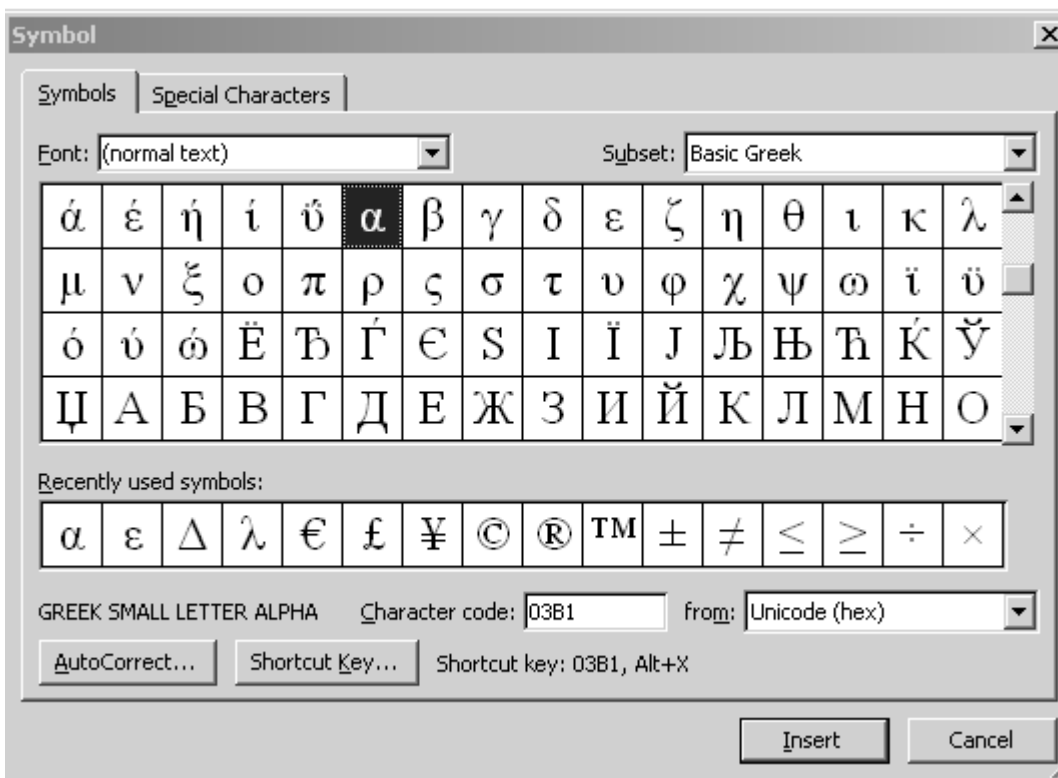 Symbol
Symbols Special Characters
Font: (normal text) Subset: Basic Greek
ά έ ή ί ΰ α β γ δ ε ζ η θ ι κ λ
μ ν ξ ο π ρ ς σ τ υ φ χ ψ ω ϊ ϋ
ό ύ ώ Ё Ђ Ѓ Є Ѕ І Ї Ј Љ Њ Ћ Ќ Ў
Џ А Б В Г Д Е Ж З И Й К Л М Н О
Recently used symbols:
α ε Δ λ € £ ¥ © ® ™ ± ≠ ≤ ≥ ÷ ×
GREEK SMALL LETTER ALPHA Character code: 03B1 from: Unicode (hex)
AutoCorrect... Shortcut Key... Shortcut key: 03B1, Alt+X
Insert Cancel